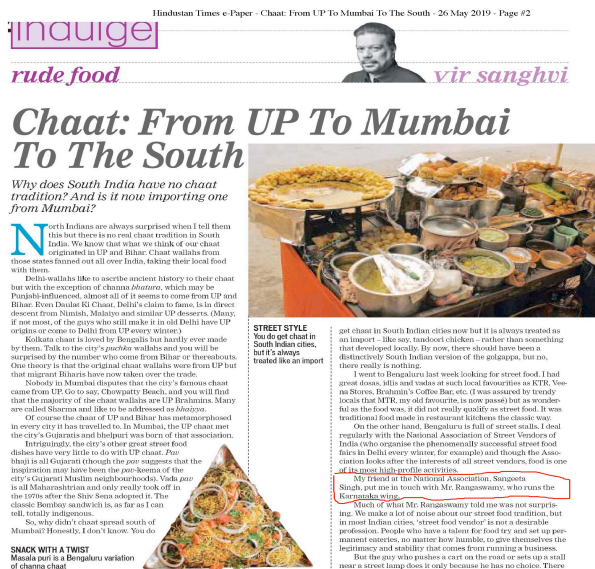 Hindustan Times e-Paper - Chaat: From UP To Mumbai To The South - 26 May 2019 - Page #2
indulge
rude food
vir sanghvi
Chaat: From UP To Mumbai
To The South
Why does South India have no chaat
tradition? And is it now importing one
from Mumbai?
North Indians are always surprised when I tell them
this but there is no real chaat tradition in South
India. We know that what we think of our chaat
originated in UP and Bihar. Chaat wallahs from
those states fanned out all over India, taking their local food
with them.
Delhi-wallahs like to ascribe ancient history to their chaat
but with the exception of channa bhatura, which may be
Punjabi-influenced, almost all of it seems to come from UP and
Bihar. Even Daulat Ki Chaat, Delhi's claim to fame, is in direct
descent from Nimish, Malaiyo and similar UP desserts. (Many,
if not most, of the guys who still make it in old Delhi have UP
origins or come to Delhi from UP every winter.)
Kolkata chaat is loved by Bengalis but hardly ever made
by them. Talk to the city's puchka wallahs and you will be
surprised by the number who come from Bihar or thereabouts.
One theory is that the original chaat wallahs were from UP but
that migrant Biharis have now taken over the trade.
Nobody in Mumbai disputes that the city's famous chaat
came from UP. Go to say, Chowpatty Beach, and you will find
that the majority of the chaat wallahs are UP Brahmins. Many
are called Sharma and like to be addressed as bhaiyya.
Of course the chaat of UP and Bihar has metamorphosed
in every city it has travelled to. In Mumbai, the UP chaat met
the city's Gujaratis and bhelpuri was born of that association.
Intriguingly, the city's other great street food
dishes have very little to do with UP chaat. Pav
bhaji is all Gujarati (though the pav suggests that the
inspiration may have been the pav-keema of the
city's Gujarati Muslim neighbourhoods). Vada pav
is all Maharashtrian and only really took off in
the 1970s after the Shiv Sena adopted it. The
classic Bombay sandwich is, as far as I can
tell, totally indigenous.
So, why didn't chaat spread south of
Mumbai? Honestly, I don't know. You do
SNACK WITH A TWIST
Masala puri is a Bengaluru variation
of channa chaat
STREET STYLE
You do get chaat in
South Indian cities,
but it's always
treated like an import
get chaat in South Indian cities now but it is always treated as
an import – like say, tandoori chicken – rather than something
that developed locally. By now, there should have been a
distinctively South Indian version of the golgappa, but no,
there really is nothing.
I went to Bengaluru last week looking for street food. I had
great dosas, idlis and vadas at such local favourites as KTR, Vee-
na Stores, Brahmin's Coffee Bar, etc. (I was assured by trendy
locals that MTR, my old favourite, is now passé) but as wonder-
ful as the food was, it did not really qualify as street food. It was
traditional food made in restaurant kitchens the classic way.
On the other hand, Bengaluru is full of street stalls. I deal
regularly with the National Association of Street Vendors of
India (who organise the phenomenally successful street food
fairs in Delhi every winter, for example) and though the Asso-
ciation looks after the interests of all street vendors, food is one
of its most high-profile activities.
My friend at the National Association, Sangeeta
Singh, put me in touch with Mr. Rangaswamy, who runs the
Karnataka wing.
Much of what Mr. Rangaswamy told me was not surpris-
ing. We make a lot of noise about our street food tradition, but
in most Indian cities, 'street food vendor' is not a desirable
profession. People who have a talent for food try and set up per-
manent eateries, no matter how humble, to give themselves the
legitimacy and stability that comes from running a business.
But the guy who pushes a cart on the road or sets up a stall
near a street lamp does it only because he has no choice. There